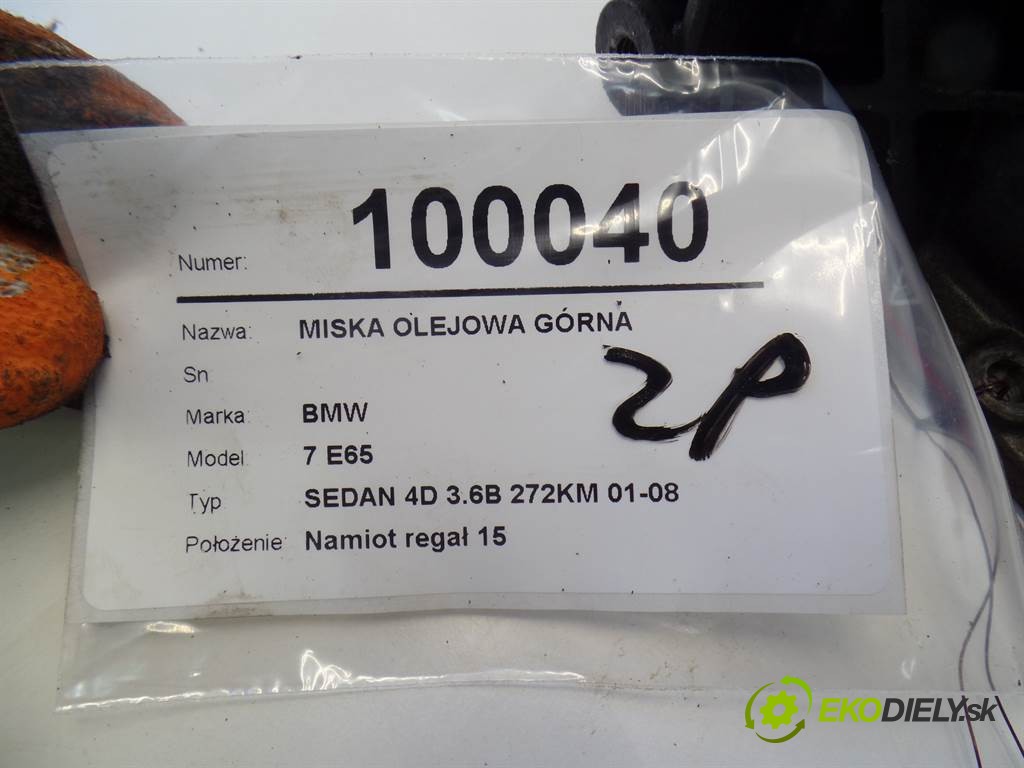 Numer: 100040
Nazwa: MISKA OLEJOWA GÓRNA
Sn
Marka: BMW
Model: 7 E65
Typ SEDAN 4D 3.6B 272KM 01-08
Położenie: Namiot regał 15
ZP
EKODIELY.sk